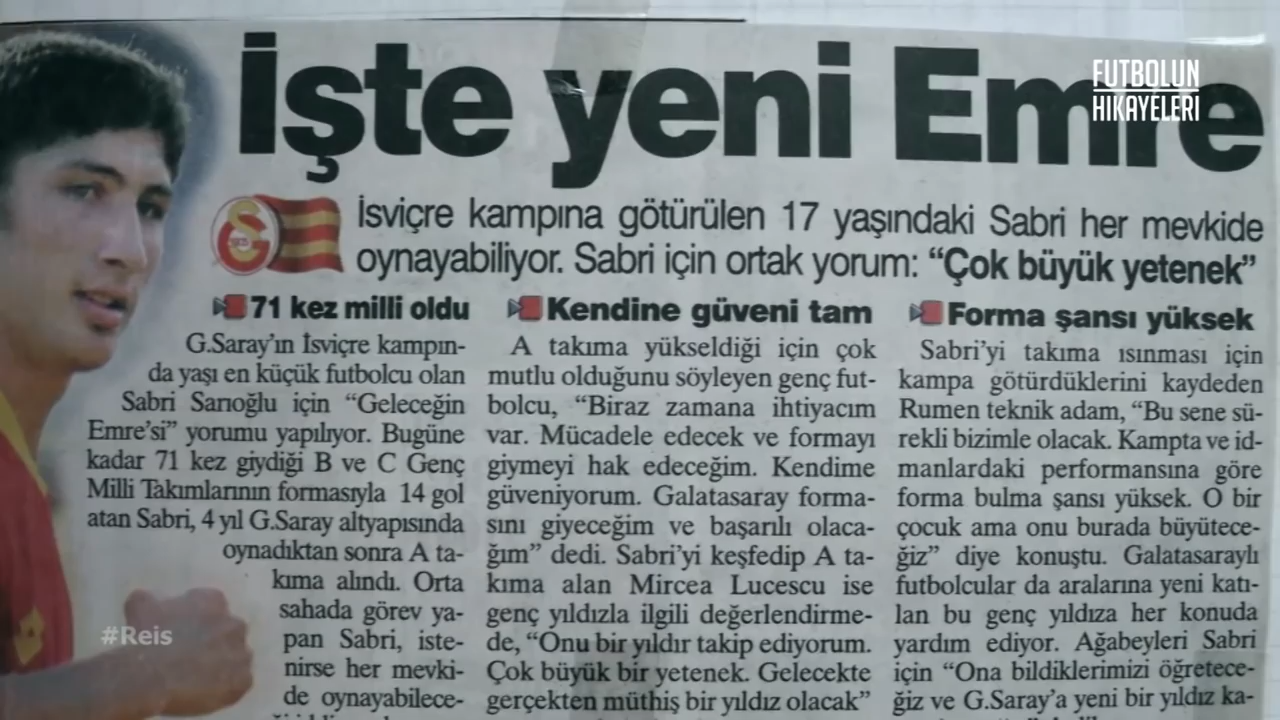 İşte yeni Emre
FUTBOLUN
HİKAYELERİ
İsviçre kampına götürülen 17 yaşındaki Sabri her mevkide
oynayabiliyor. Sabri için ortak yorum: “Çok büyük yetenek”
71 kez milli oldu
G.Saray’ın İsviçre kampın-
da yaşı en küçük futbolcu olan
Sabri Sarıoğlu için “Geleceğin
Emre’si” yorumu yapılıyor. Bugüne
kadar 71 kez giydiği B ve C Genç
Milli Takımlarının formasıyla 14 gol
atan Sabri, 4 yıl G.Saray altyapısında
oynadıktan sonra A ta-
kıma alındı. Orta
sahada görev ya-
pan Sabri, iste-
nirse her mevki-
de oynayabilece-
Kendine güveni tam
A takıma yükseldiği için çok
mutlu olduğunu söyleyen genç fut-
bolcu, “Biraz zamana ihtiyacım
var. Mücadele edecek ve formayı
giymeyi hak edeceğim. Kendime
güveniyorum. Galatasaray forma-
sını giyeceğim ve başarılı olaca-
ğım” dedi. Sabri’yi keşfedip A ta-
kıma alan Mircea Lucescu ise
genç yıldızla ilgili değerlendirme-
de, “Onu bir yıldır takip ediyorum.
Çok büyük bir yetenek. Gelecekte
gerçekten müthiş bir yıldız olacak”
Forma şansı yüksek
Sabri’yi takıma ısınması için
kampa götürdüklerini kaydeden
Rumen teknik adam, “Bu sene sü-
rekli bizimle olacak. Kampta ve id-
manlardaki performansına göre
forma bulma şansı yüksek. O bir
çocuk ama onu burada büyütece-
ğiz” diye konuştu. Galatasaraylı
futbolcular da aralarına yeni katı-
lan bu genç yıldıza her konuda
yardım ediyor. Ağabeyleri Sabri
için “Ona bildiklerimizi öğretece-
ğiz ve G.Saray’a yeni bir yıldız ka-
#Reis